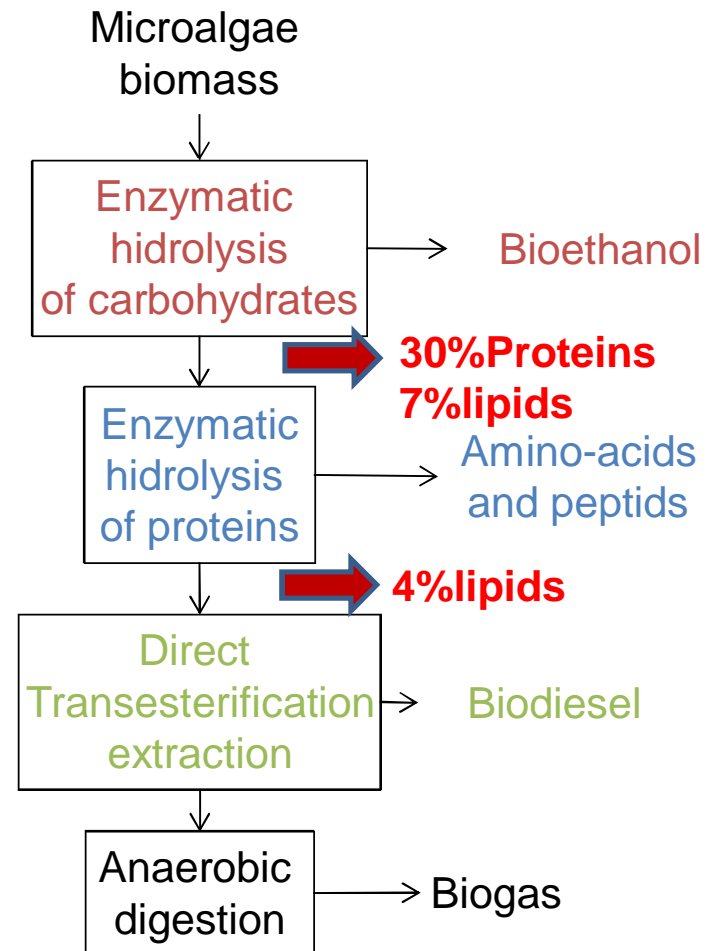 Microalgae
biomass
Enzymatic
hidrolysis
of carbohydrates
Bioethanol
30%Proteins
7%lipids
Enzymatic
hidrolysis
of proteins
Amino-acids
and peptids
4%lipids
Direct
Transesterification
extraction
Biodiesel
Anaerobic
digestion
Biogas